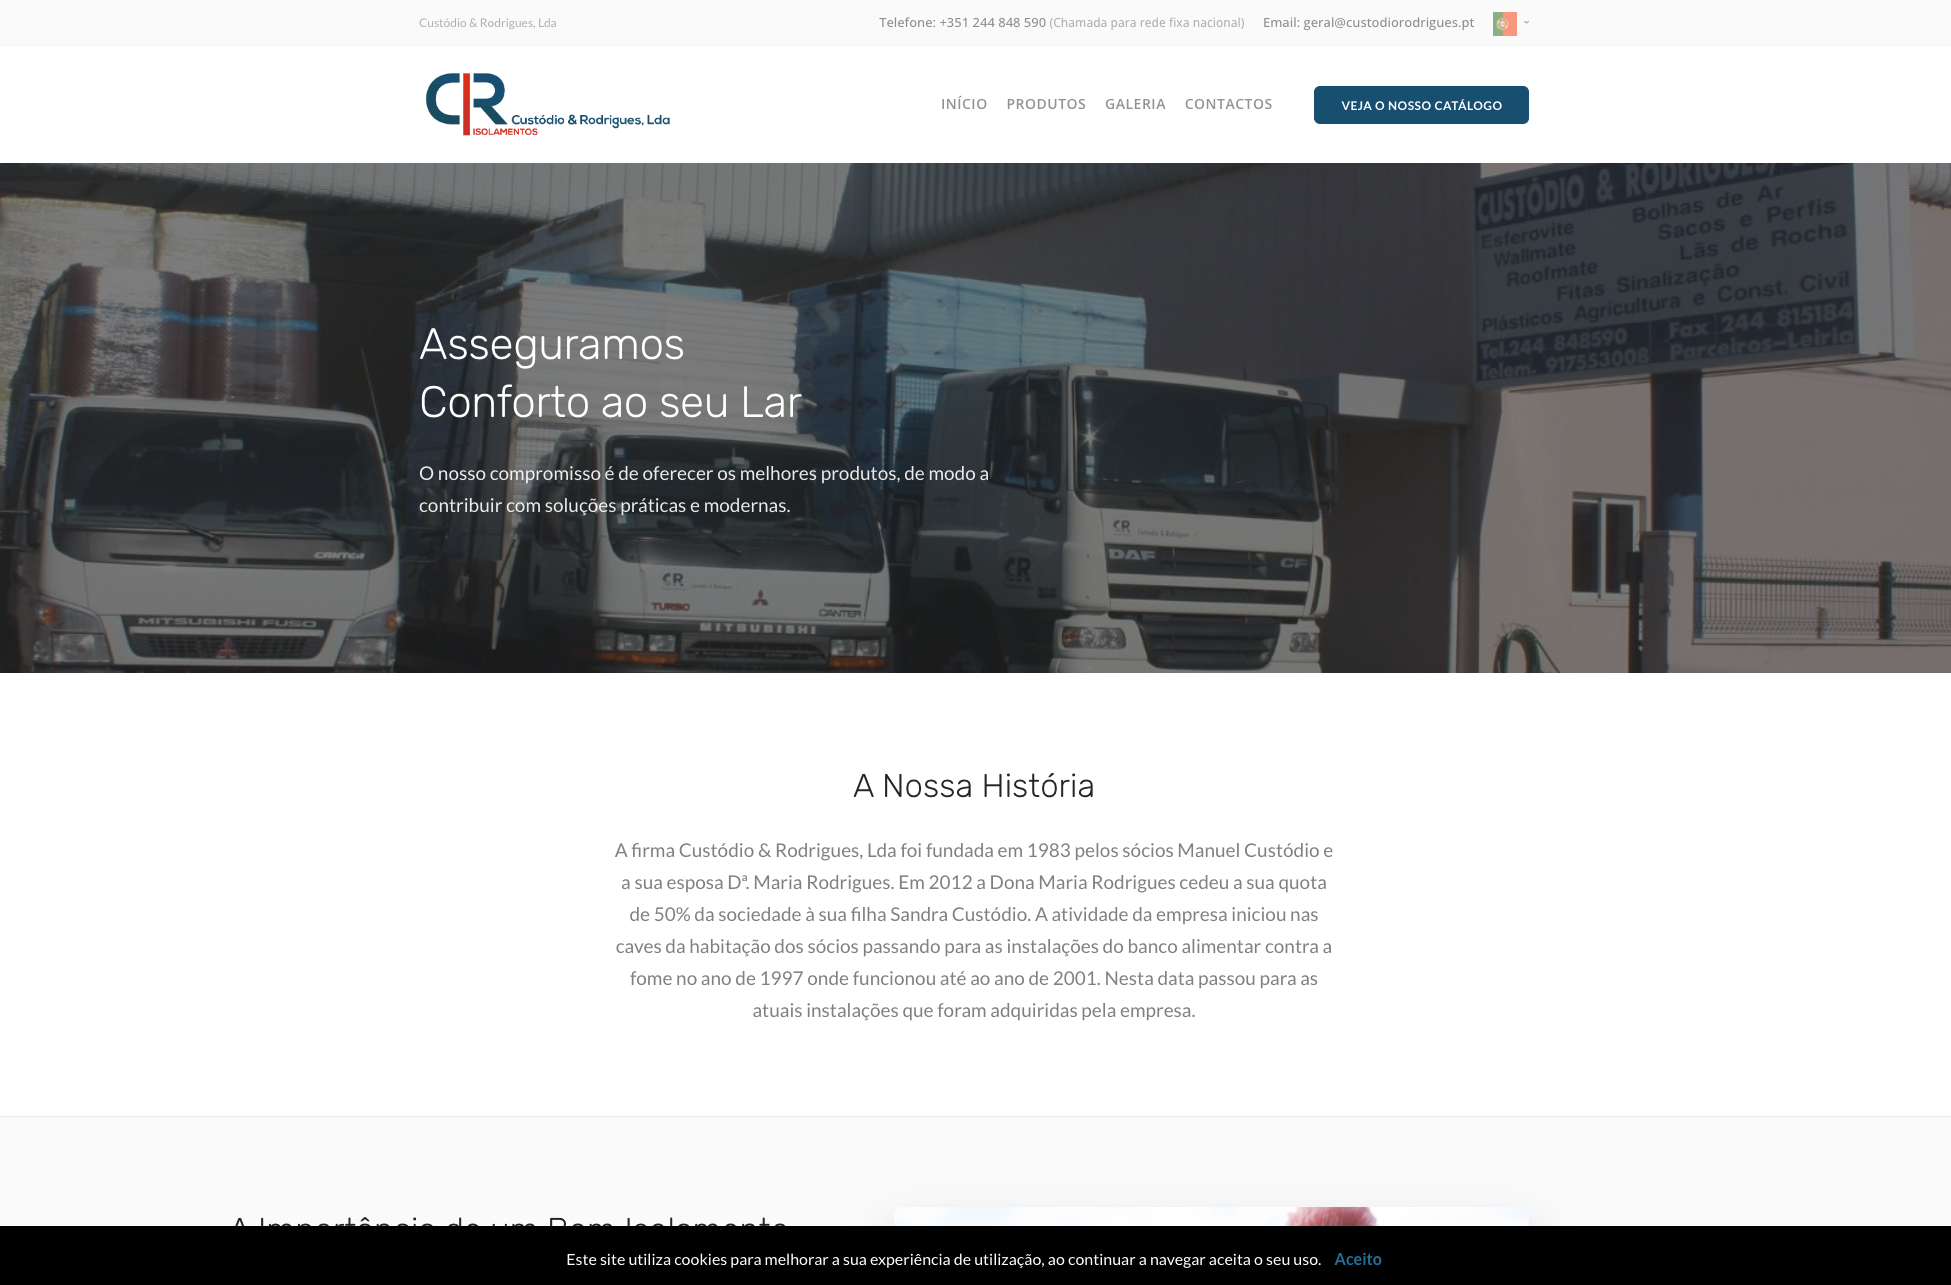 Custódio & Rodrigues, Lda
Telefone: +351 244 848 590 (Chamada para rede fixa nacional)
Email: geral@custodiorodrigues.pt
CR
Custódio & Rodrigues, Lda
ISOLAMENTOS
INÍCIO
PRODUTOS
GALERIA
CONTACTOS
VEJA O NOSSO CATÁLOGO
CUSTÓDIO & RODRIGUES,
Bolhas de Ar
Esferovite
Sacos e Perfis
Wallmate
Lãs de Rocha
Roofmate
Fitas Sinalização
Plásticos Agricultura e Const. Civil
Tel. 244 848590
Fax 244 815184
Telem. 917553008
Parceiros-Leiria
Asseguramos
Conforto ao seu Lar
O nosso compromisso é de oferecer os melhores produtos, de modo a
contribuir com soluções práticas e modernas.
CANTER
MITSUBISHI FUSO
CR
TURBO
CANTER
MITSUBISHI
CR
CR
Custódio & Rodrigues
DAF
CF
A Nossa História
A firma Custódio & Rodrigues, Lda foi fundada em 1983 pelos sócios Manuel Custódio e
a sua esposa Dª. Maria Rodrigues. Em 2012 a Dona Maria Rodrigues cedeu a sua quota
de 50% da sociedade à sua filha Sandra Custódio. A atividade da empresa iniciou nas
caves da habitação dos sócios passando para as instalações do banco alimentar contra a
fome no ano de 1997 onde funcionou até ao ano de 2001. Nesta data passou para as
atuais instalações que foram adquiridas pela empresa.
A Importância de um Bom Isolamento
Este site utiliza cookies para melhorar a sua experiência de utilização, ao continuar a navegar aceita o seu uso.
Aceito